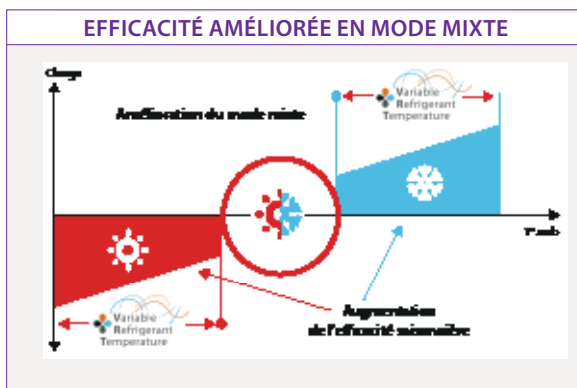 EFFICACITÉ AMÉLIORÉE EN MODE MIXTE
Charge
Variable
Refrigerant
Temperature
Amélioration du mode mixte
T° amb
Variable
Refrigerant
Temperature
Augmentation
de l'efficacité saisonnière